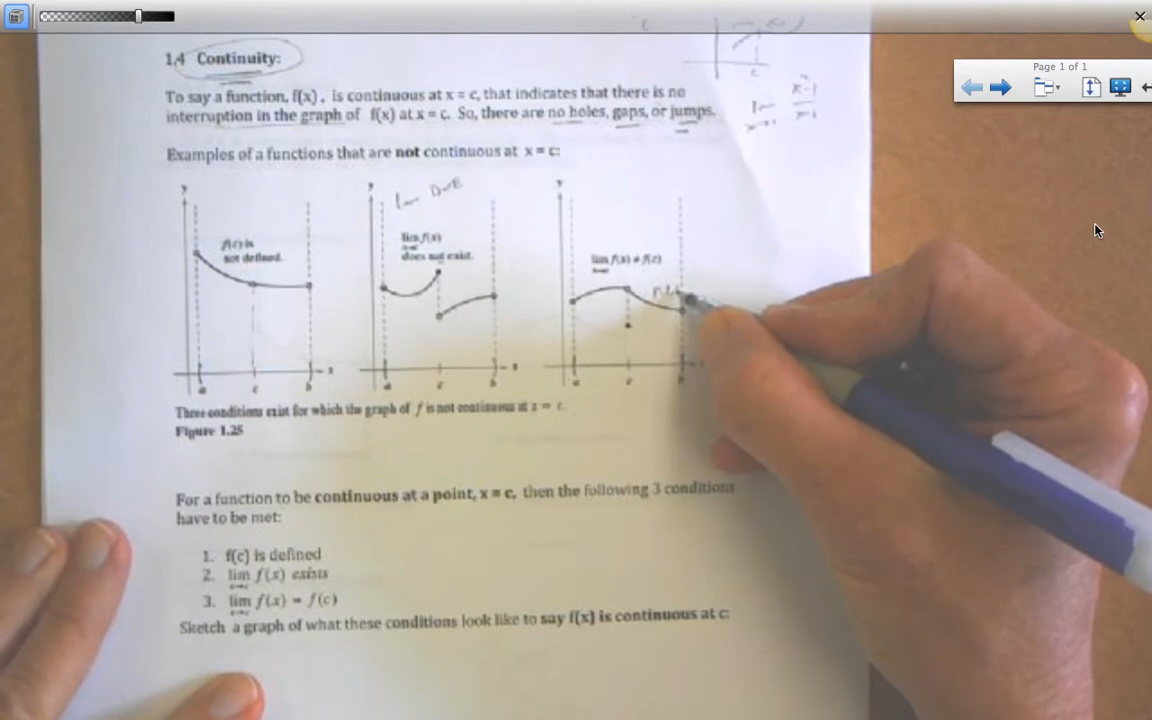 Page 1 of 1
1.4 Continuity:
To say a function, f(x), is continuous at x = c, that indicates that there is no
interruption in the graph of f(x) at x = c. So, there are no holes, gaps, or jumps.
Examples of a functions that are not continuous at x = c:
y y y
DNE
f(c) is
not defined.
lim f(x)
does not exist.
lim f(x) ≠ f(c)
a c b x
a c b x
a c b
Three conditions exist for which the graph of f is not continuous at x = c.
Figure 1.25
For a function to be continuous at a point, x = c, then the following 3 conditions
have to be met:
1. f(c) is defined
2. lim f(x) exists
x→c
3. lim f(x) = f(c)
x→c
Sketch a graph of what these conditions look like to say f(x) is continuous at c: